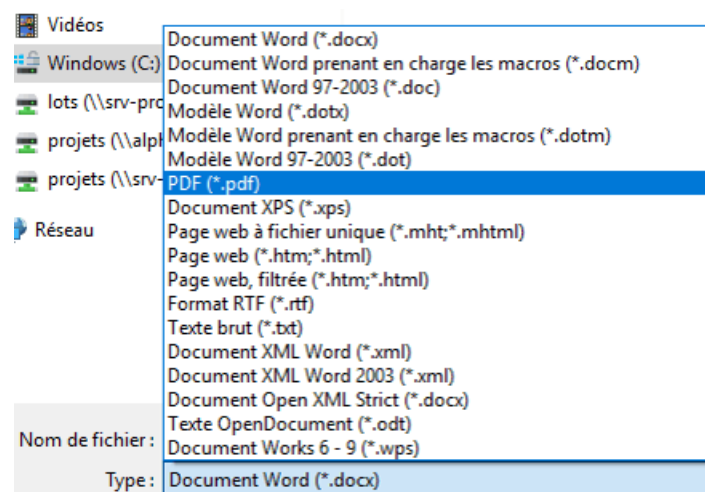 Vidéos
Windows (C:)
lots (\\srv-pro
projets (\\alph
projets (\\srv-
Réseau
Document Word (*.docx)
Document Word prenant en charge les macros (*.docm)
Document Word 97-2003 (*.doc)
Modèle Word (*.dotx)
Modèle Word prenant en charge les macros (*.dotm)
Modèle Word 97-2003 (*.dot)
PDF (*.pdf)
Document XPS (*.xps)
Page web à fichier unique (*.mht;*.mhtml)
Page web (*.htm;*.html)
Page web, filtrée (*.htm;*.html)
Format RTF (*.rtf)
Texte brut (*.txt)
Document XML Word (*.xml)
Document XML Word 2003 (*.xml)
Document Open XML Strict (*.docx)
Texte OpenDocument (*.odt)
Document Works 6 - 9 (*.wps)
Nom de fichier :
Type : Document Word (*.docx)